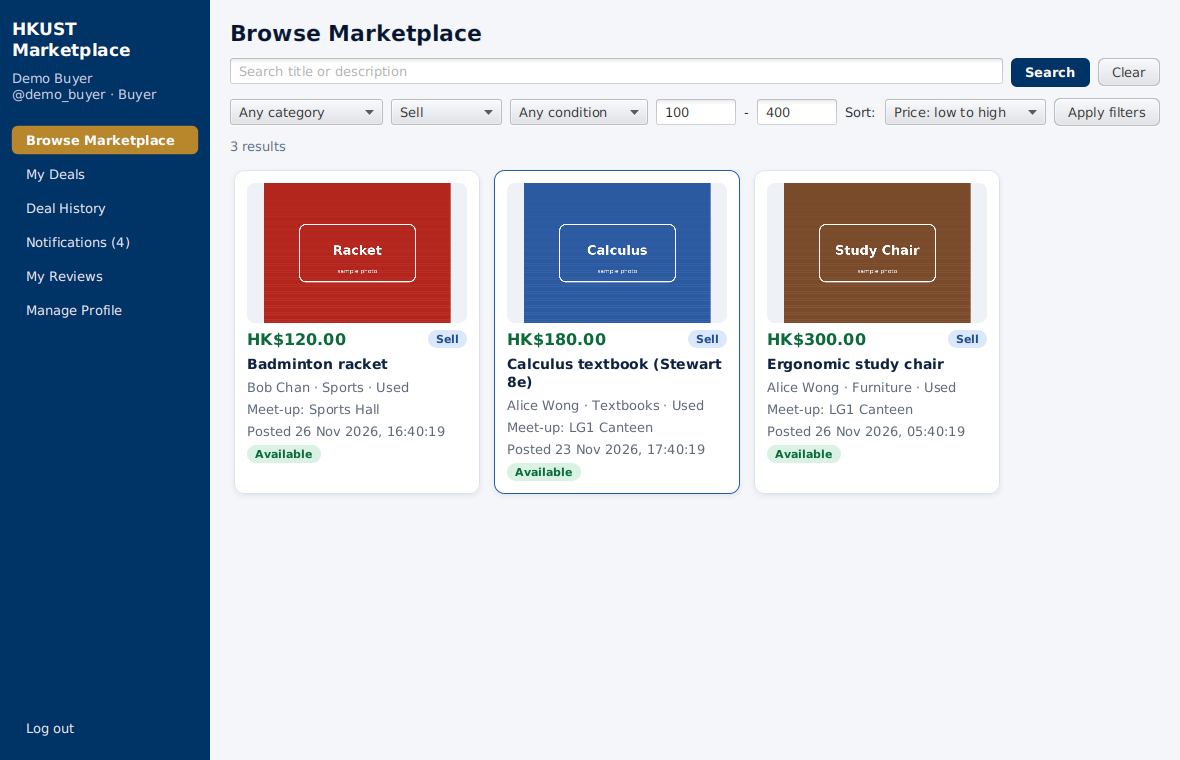 HKUST
Marketplace
Demo Buyer
@demo_buyer · Buyer
Browse Marketplace
My Deals
Deal History
Notifications (4)
My Reviews
Manage Profile
Log out
Browse Marketplace
Search title or description
Search
Clear
Any category
Sell
Any condition
100
-
400
Sort:
Price: low to high
Apply filters
3 results
Racket
sample photo
HK$120.00
Sell
Badminton racket
Bob Chan · Sports · Used
Meet-up: Sports Hall
Posted 26 Nov 2026, 16:40:19
Available
Calculus
sample photo
HK$180.00
Sell
Calculus textbook (Stewart
8e)
Alice Wong · Textbooks · Used
Meet-up: LG1 Canteen
Posted 23 Nov 2026, 17:40:19
Available
Study Chair
sample photo
HK$300.00
Sell
Ergonomic study chair
Alice Wong · Furniture · Used
Meet-up: LG1 Canteen
Posted 26 Nov 2026, 05:40:19
Available